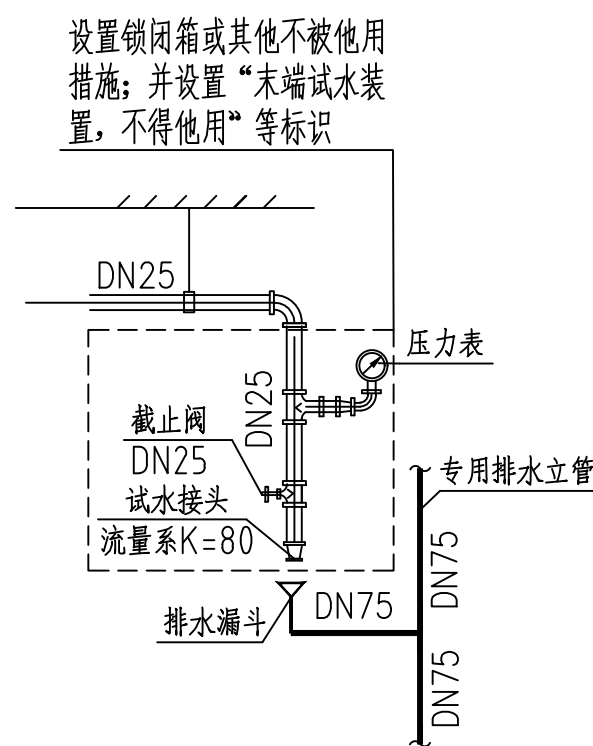 设置锁闭箱或其他不被他用
措施；并设置“末端试水装
置，不得他用”等标识
DN25
压力表
DN25
截止阀
DN25
专用排水立管
试水接头
流量系K=80
DN75
DN75
排水漏斗
DN75